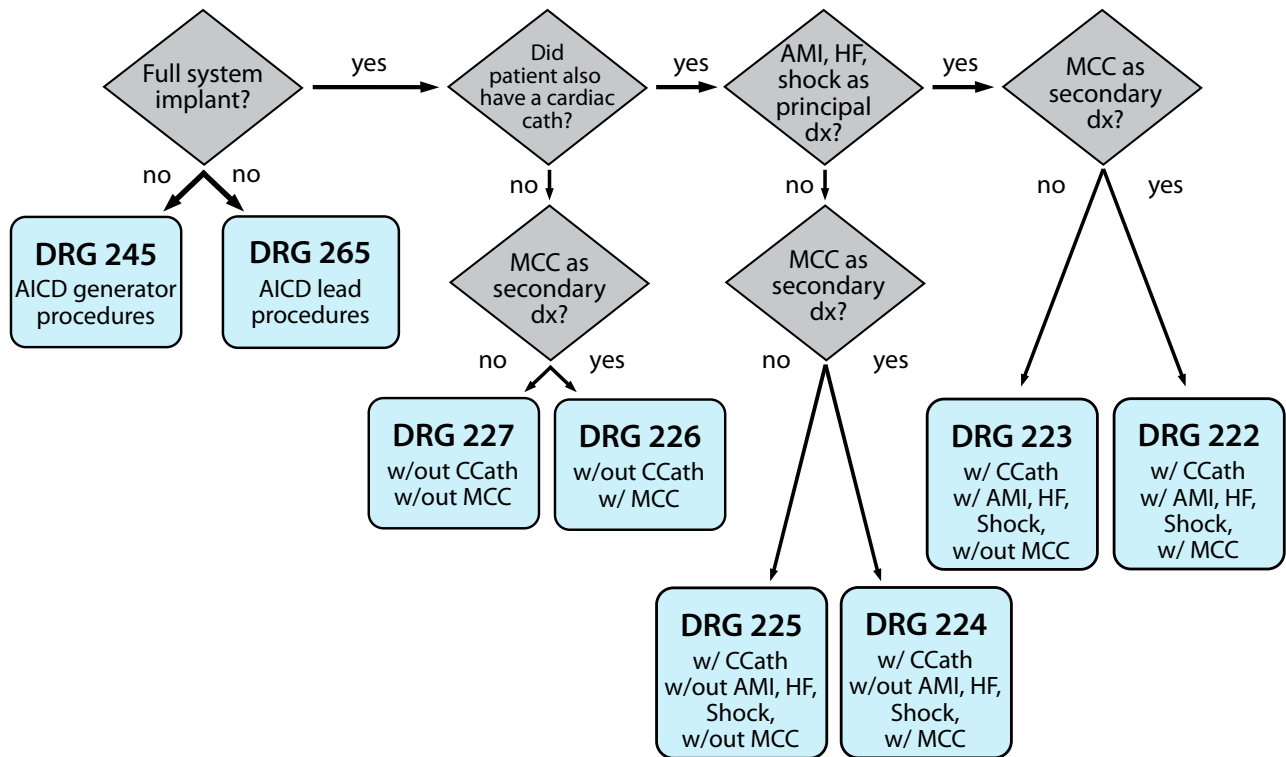 Full system
implant?
yes
Did
patient also
have a cardiac
cath?
yes
AMI, HF,
shock as
principal
dx?
yes
MCC as
secondary
dx?
no
no
DRG 245
AICD generator
procedures
DRG 265
AICD lead
procedures
no
MCC as
secondary
dx?
no
yes
DRG 227
w/out CCath
w/out MCC
DRG 226
w/out CCath
w/ MCC
no
MCC as
secondary
dx?
no
yes
DRG 225
w/ CCath
w/out AMI, HF,
Shock,
w/out MCC
DRG 224
w/ CCath
w/out AMI, HF,
Shock,
w/ MCC
no
yes
DRG 223
w/ CCath
w/ AMI, HF,
Shock,
w/out MCC
DRG 222
w/ CCath
w/ AMI, HF,
Shock,
w/ MCC